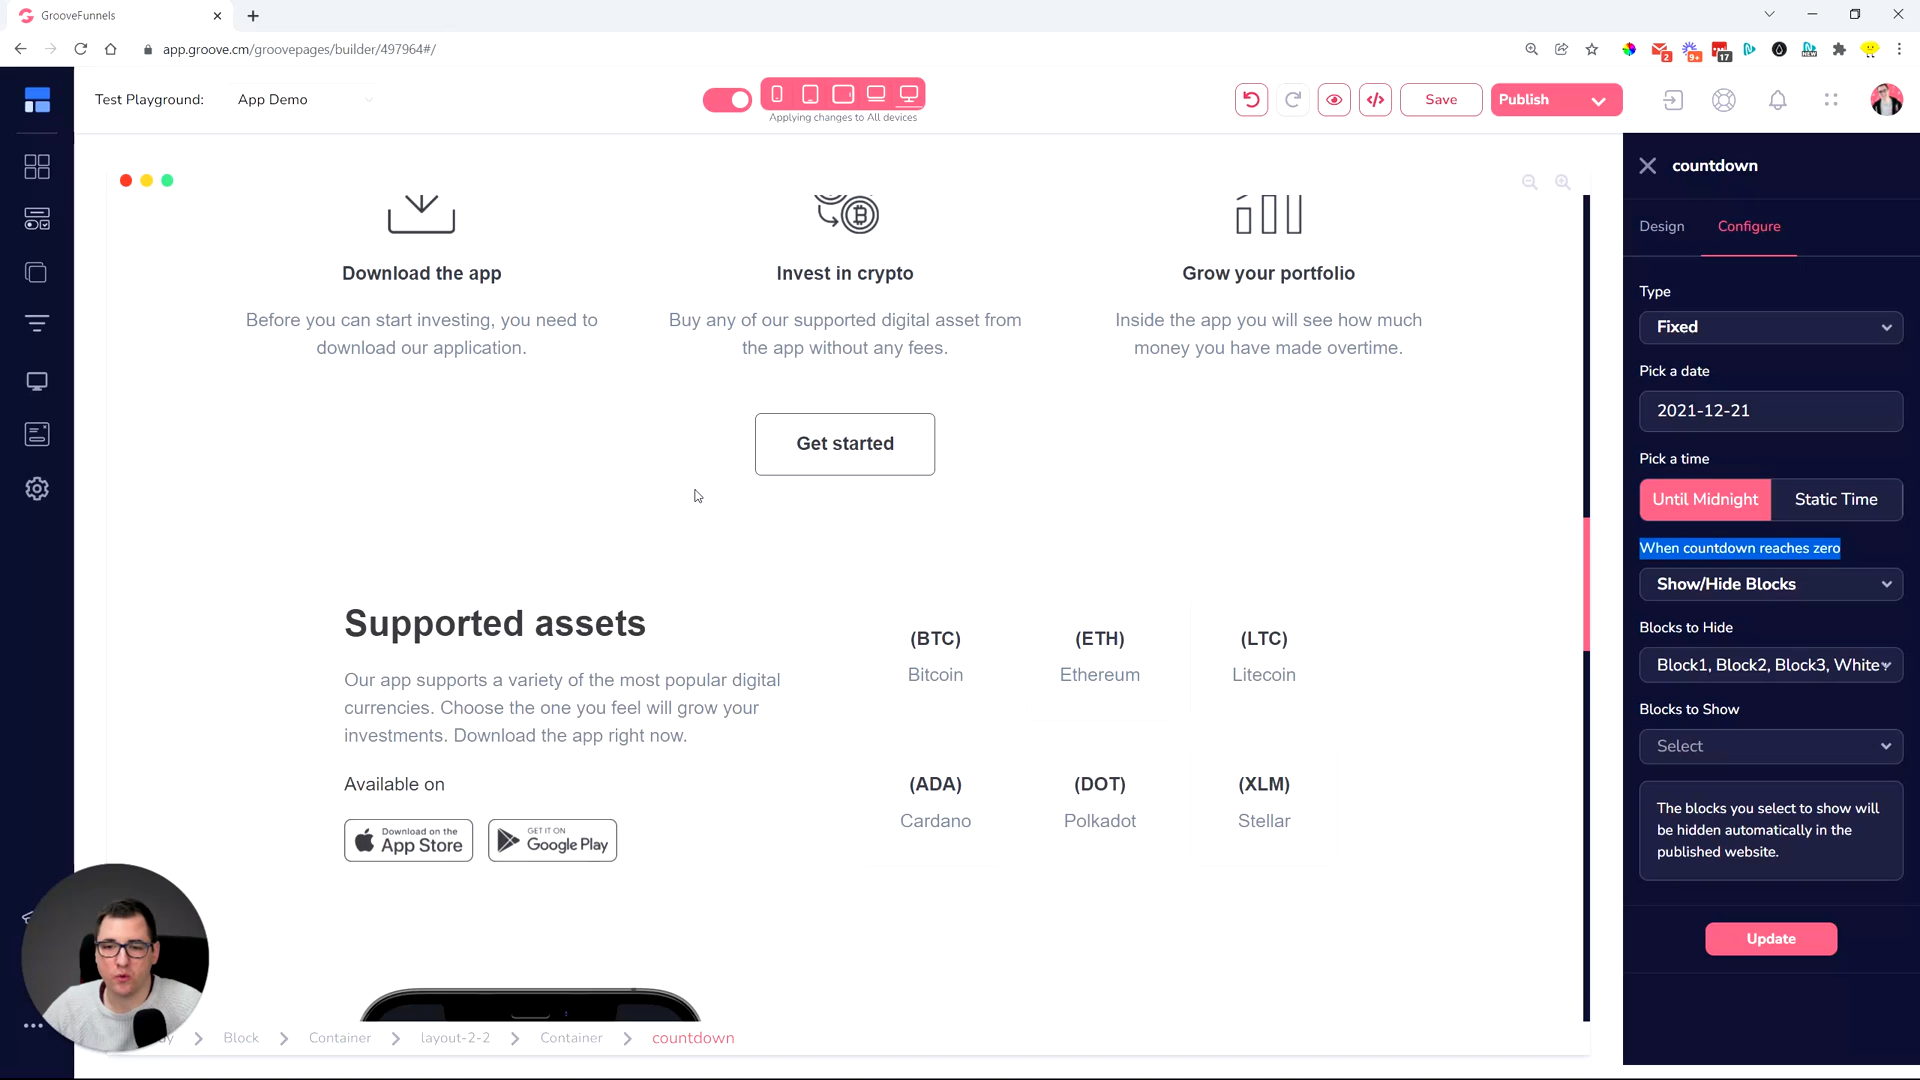 GrooveFunnels
app.groove.cm/groovepages/builder/497964#/
2
9+
17
NEW
Test Playground:
App Demo
Applying changes to All devices
Save
Publish
countdown
Design
Configure
Download the app
Invest in crypto
Grow your portfolio
Before you can start investing, you need to
download our application.
Buy any of our supported digital asset from
the app without any fees.
Inside the app you will see how much
money you have made overtime.
Get started
Supported assets
Our app supports a variety of the most popular digital
currencies. Choose the one you feel will grow your
investments. Download the app right now.
Available on
Download on the
App Store
GET IT ON
Google Play
(BTC)
Bitcoin
(ETH)
Ethereum
(LTC)
Litecoin
(ADA)
Cardano
(DOT)
Polkadot
(XLM)
Stellar
Type
Fixed
Pick a date
2021-12-21
Pick a time
Until Midnight
Static Time
When countdown reaches zero
Show/Hide Blocks
Blocks to Hide
Block1, Block2, Block3, White
Blocks to Show
Select
The blocks you select to show will
be hidden automatically in the
published website.
Update
Block
Container
layout-2-2
Container
countdown